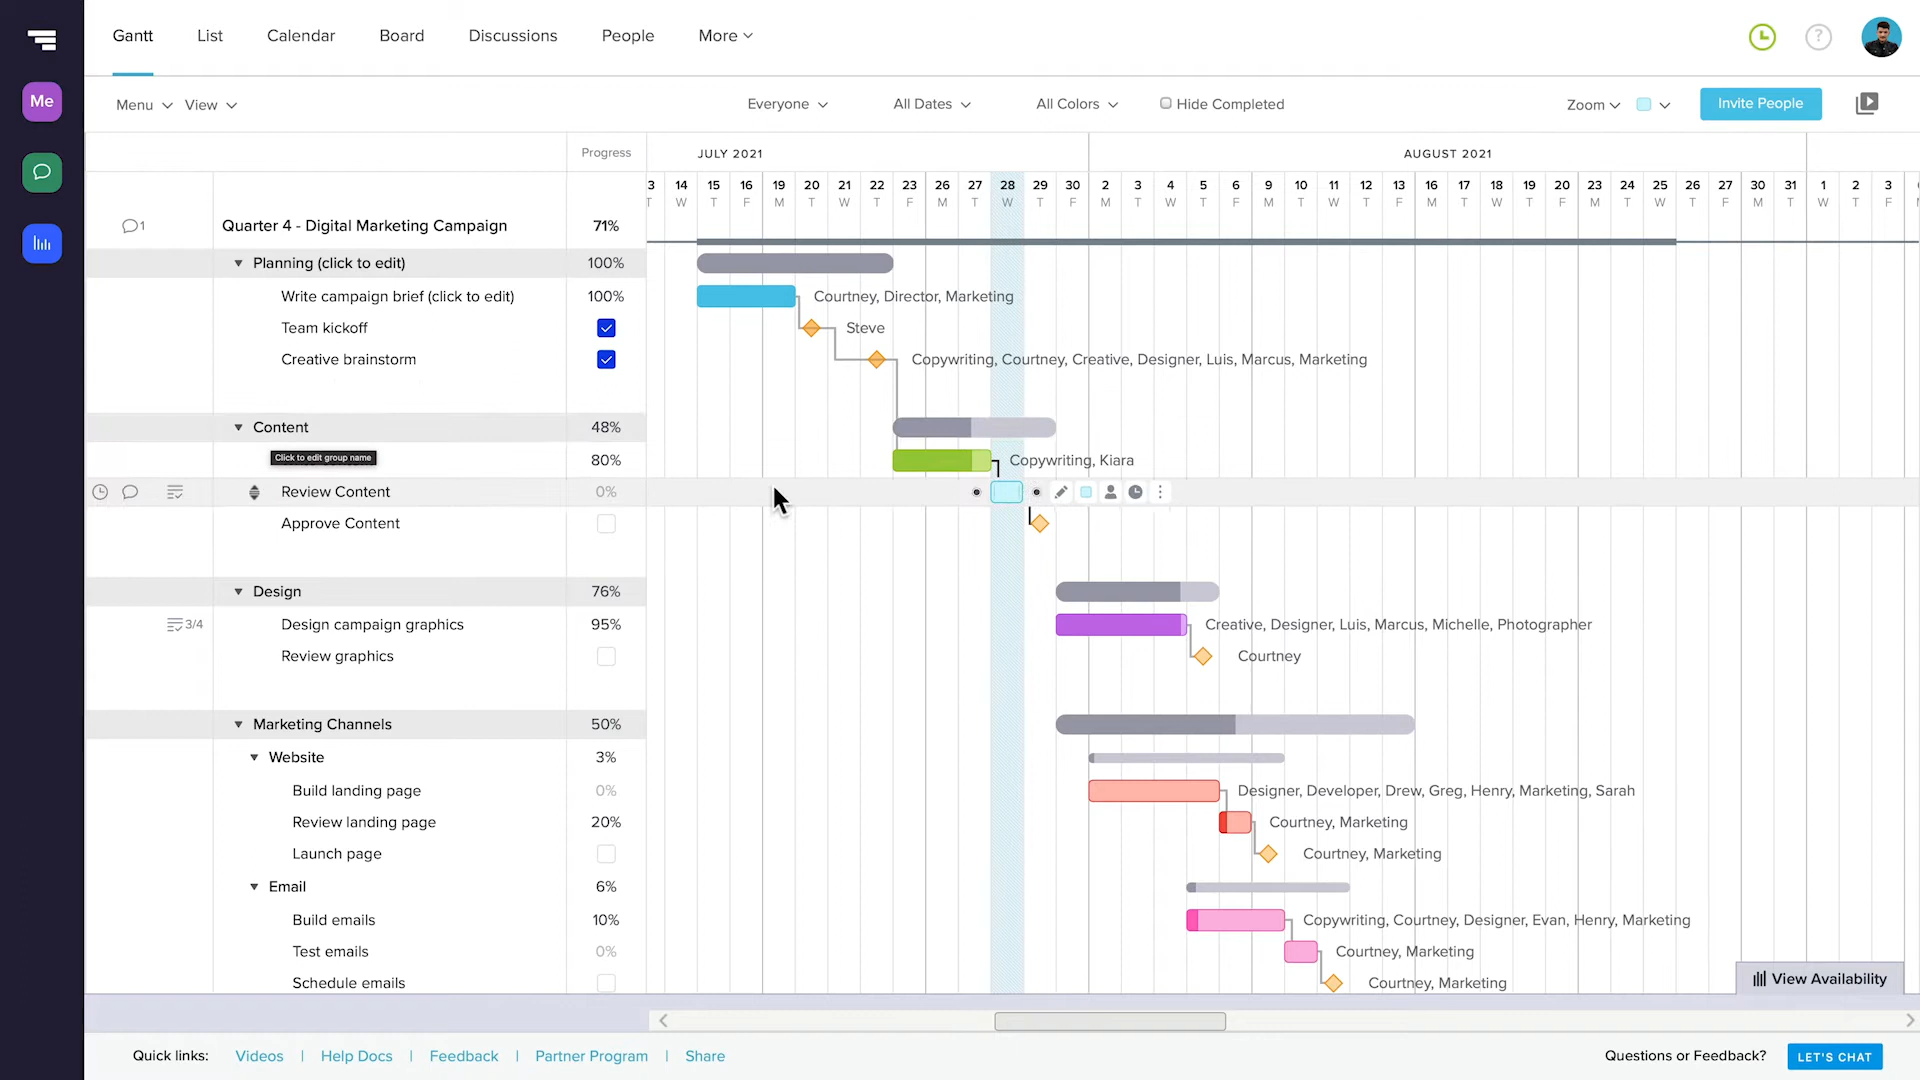 Gantt List Calendar Board Discussions People More
Me
Menu View Everyone All Dates All Colors Hide Completed Zoom Invite People
Progress JULY 2021 AUGUST 2021
3 14 15 16 19 20 21 22 23 26 27 28 29 30 2 3 4 5 6 9 10 11 12 13 16 17 18 19 20 23 24 25 26 27 30 31 1 2 3
T W T F M T W T F M T W T F M T W T F M T W T F M T W T F M T W T F M T W T F
1 Quarter 4 - Digital Marketing Campaign 71%
Planning (click to edit) 100%
Write campaign brief (click to edit) 100% Courtney, Director, Marketing
Team kickoff Steve
Creative brainstorm Copywriting, Courtney, Creative, Designer, Luis, Marcus, Marketing
Content 48%
Click to edit group name 80% Copywriting, Kiara
Review Content 0%
Approve Content
Design 76%
3/4 Design campaign graphics 95% Creative, Designer, Luis, Marcus, Michelle, Photographer
Review graphics Courtney
Marketing Channels 50%
Website 3%
Build landing page 0% Designer, Developer, Drew, Greg, Henry, Marketing, Sarah
Review landing page 20% Courtney, Marketing
Launch page Courtney, Marketing
Email 6%
Build emails 10% Copywriting, Courtney, Designer, Evan, Henry, Marketing
Test emails 0% Courtney, Marketing
Schedule emails Courtney, Marketing
View Availability
Quick links: Videos | Help Docs | Feedback | Partner Program | Share Questions or Feedback? LET'S CHAT